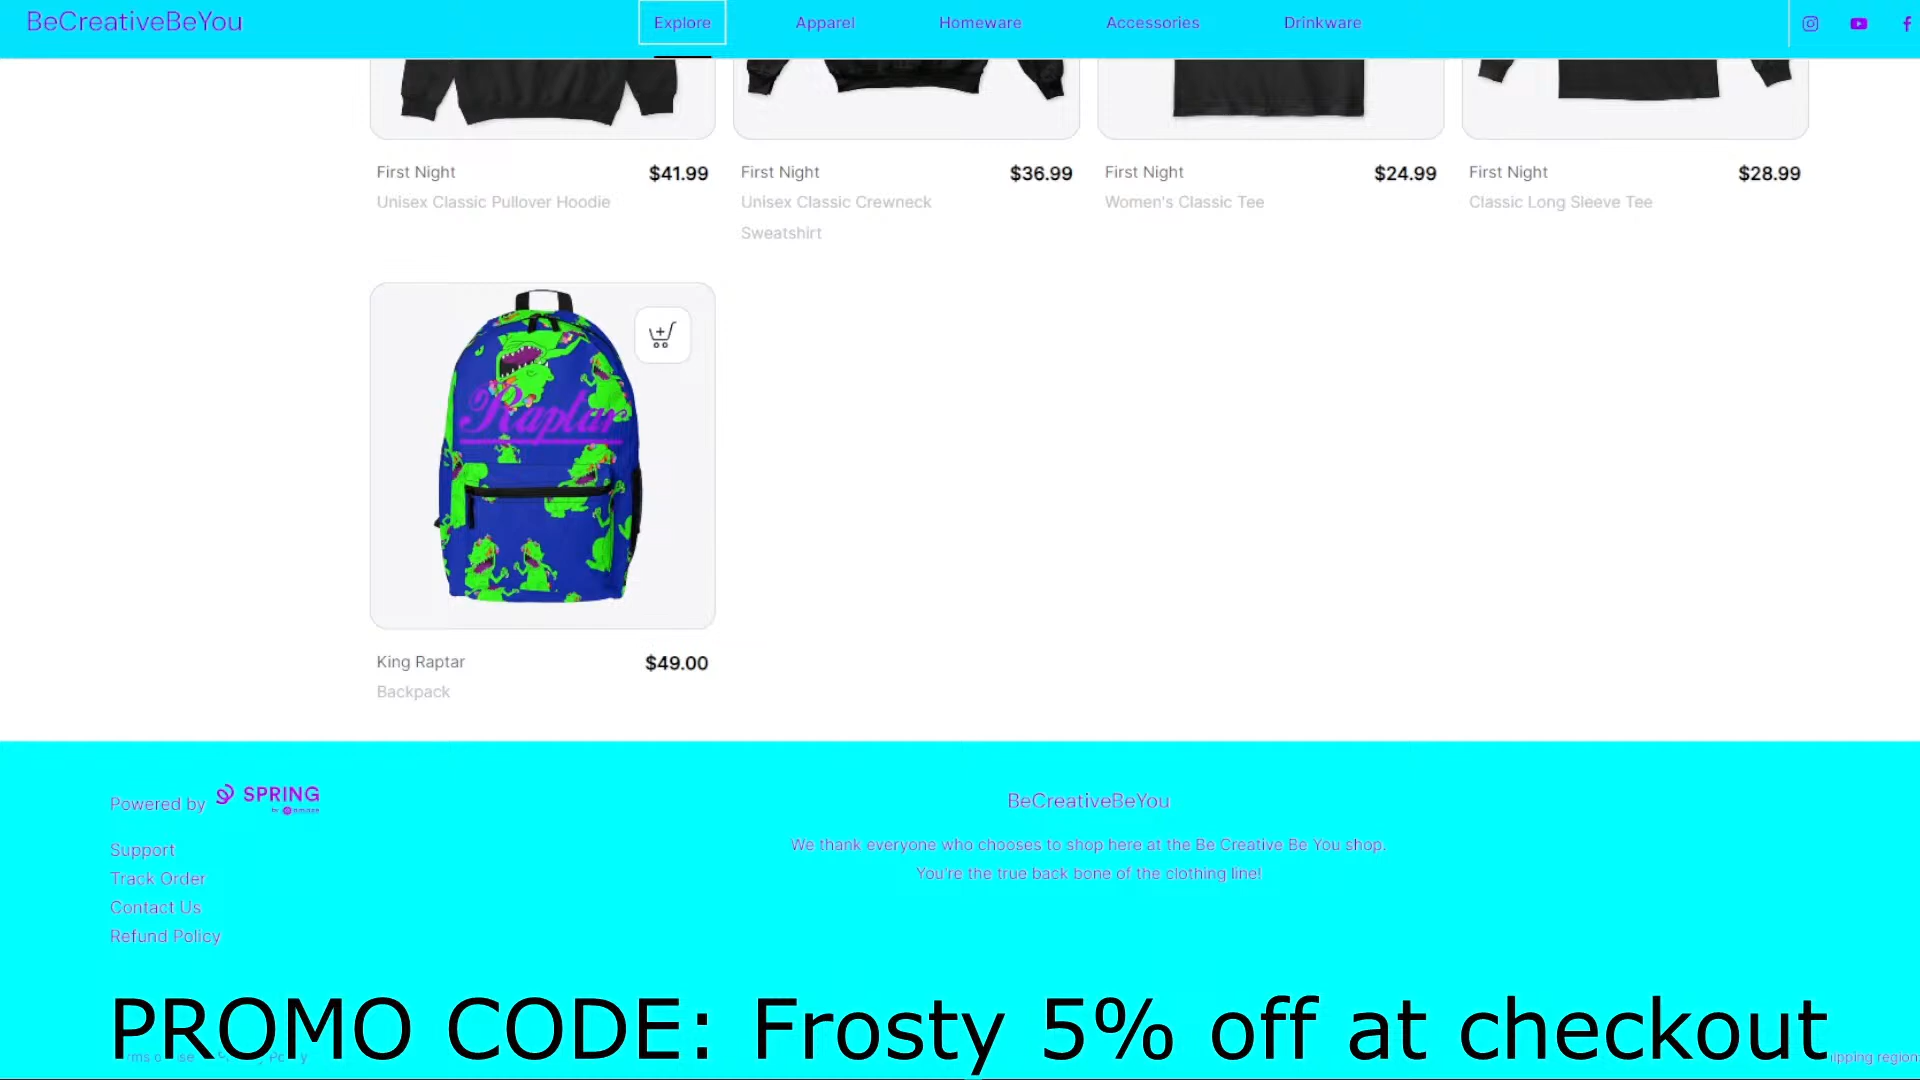 BeCreativeBeYou
Explore
Apparel
Homeware
Accessories
Drinkware
First Night
$41.99
Unisex Classic Pullover Hoodie
First Night
$36.99
Unisex Classic Crewneck
Sweatshirt
First Night
$24.99
Women's Classic Tee
First Night
$28.99
Classic Long Sleeve Tee
Raptar
King Raptar
$49.00
Backpack
Powered by SPRING
by amaze
Support
Track Order
Contact Us
Refund Policy
BeCreativeBeYou
We thank everyone who chooses to shop here at the Be Creative Be You shop.
You're the true back bone of the clothing line!
PROMO CODE: Frosty 5% off at checkout